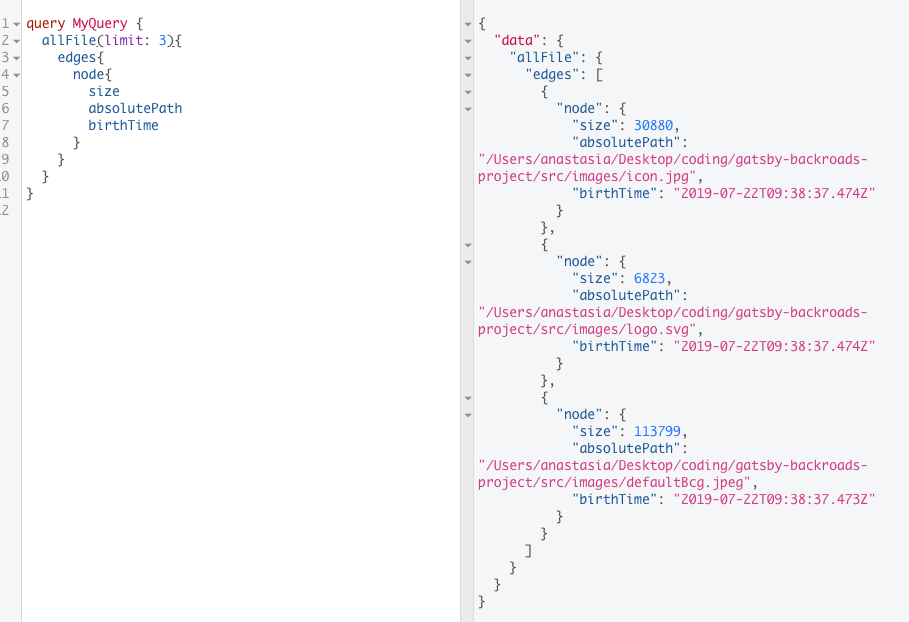 1 query MyQuery {
2   allFile(limit: 3){
3     edges{
4       node{
5         size
6         absolutePath
7         birthTime
8       }
9     }
10   }
11 }
12
{
  "data": {
    "allFile": {
      "edges": [
        {
          "node": {
            "size": 30880,
            "absolutePath":
"/Users/anastasia/Desktop/coding/gatsby-backroads-
project/src/images/icon.jpg",
            "birthTime": "2019-07-22T09:38:37.474Z"
          }
        },
        {
          "node": {
            "size": 6823,
            "absolutePath":
"/Users/anastasia/Desktop/coding/gatsby-backroads-
project/src/images/logo.svg",
            "birthTime": "2019-07-22T09:38:37.474Z"
          }
        },
        {
          "node": {
            "size": 113799,
            "absolutePath":
"/Users/anastasia/Desktop/coding/gatsby-backroads-
project/src/images/defaultBcg.jpeg",
            "birthTime": "2019-07-22T09:38:37.473Z"
          }
        }
      ]
    }
  }
}